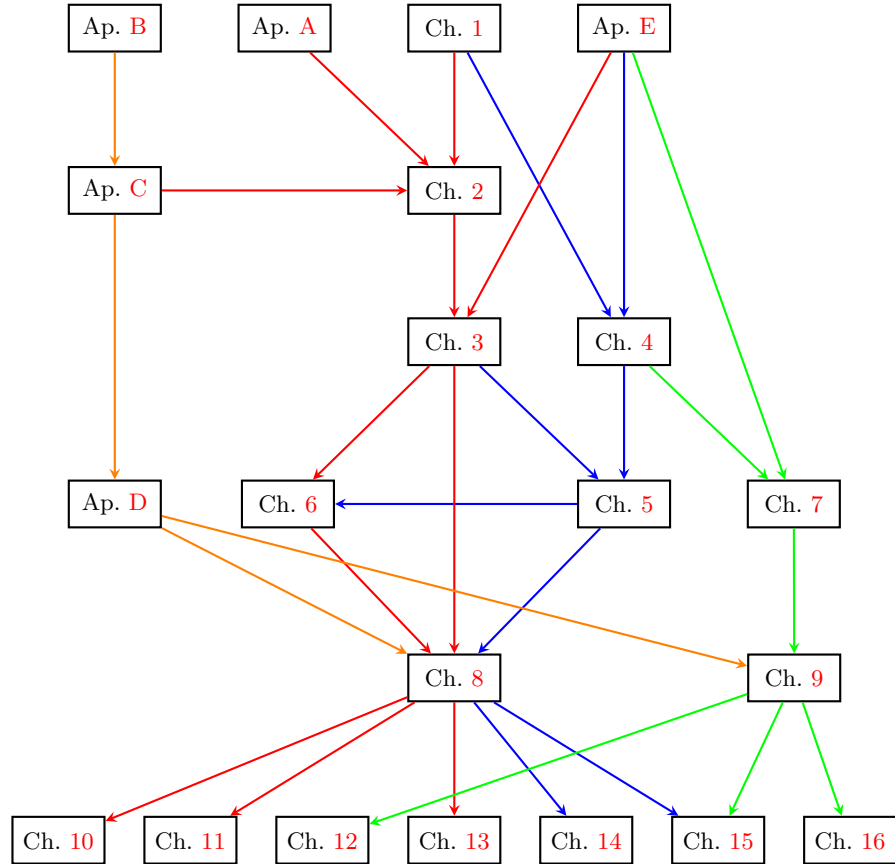 Ap. B
Ap. A
Ch. 1
Ap. E
Ap. C
Ch. 2
Ch. 3
Ch. 4
Ap. D
Ch. 6
Ch. 5
Ch. 7
Ch. 8
Ch. 9
Ch. 10
Ch. 11
Ch. 12
Ch. 13
Ch. 14
Ch. 15
Ch. 16